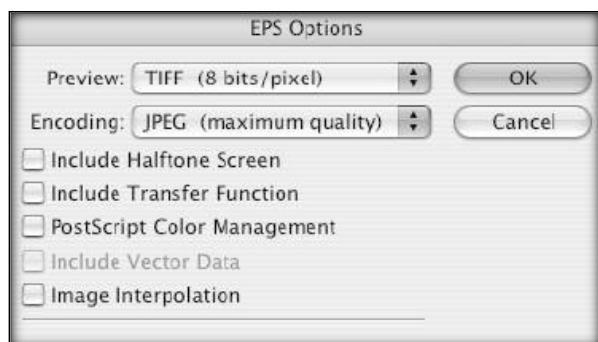 EPS Options
Preview: TIFF (8 bits/pixel) OK
Encoding: JPEG (maximum quality) Cancel
Include Halftone Screen
Include Transfer Function
PostScript Color Management
Include Vector Data
Image Interpolation